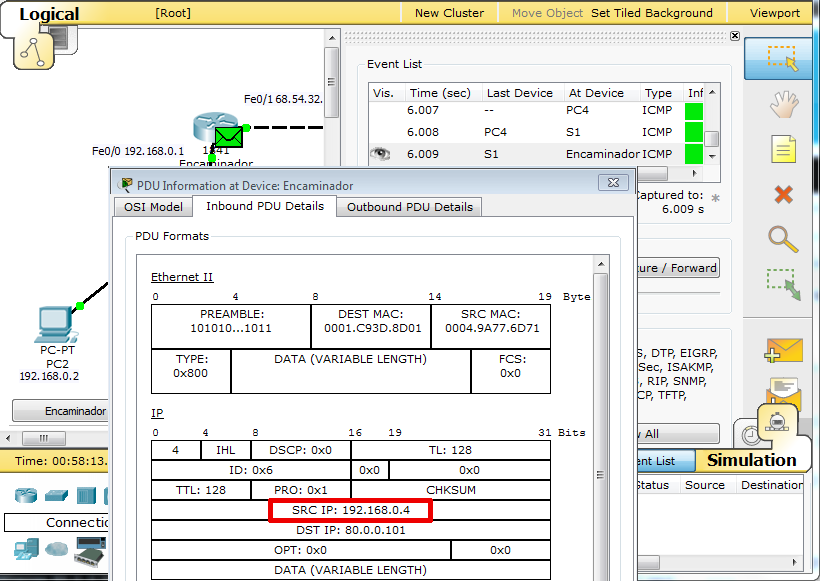 Logical
[Root]
New Cluster
Move Object
Set Tiled Background
Viewport
Fe0/1 68.54.32.
1841
Fe0/0 192.168.0.1
Encaminador
PC-PT
PC2
192.168.0.2
Encaminador
Time: 00:58:13.
Connectio
Event List
Vis. Time (sec) Last Device At Device Type Inf
6.007 -- PC4 ICMP
6.008 PC4 S1 ICMP
6.009 S1 Encaminador ICMP
Captured to:
6.009 s
*
ture / Forward
S, DTP, EIGRP,
Sec, ISAKMP,
, RIP, SNMP,
CP, TFTP,
w All
ent List
Simulation
Status Source Destination
PDU Information at Device: Encaminador
OSI Model
Inbound PDU Details
Outbound PDU Details
PDU Formats
Ethernet II
0 4 8 14 19 Byte
PREAMBLE: DEST MAC: SRC MAC:
101010...1011 0001.C93D.8D01 0004.9A77.6D71
TYPE: DATA (VARIABLE LENGTH) FCS:
0x800 0x0
IP
0 4 8 16 19 31 Bits
4 IHL DSCP: 0x0 TL: 128
ID: 0x6 0x0 0x0
TTL: 128 PRO: 0x1 CHKSUM
SRC IP: 192.168.0.4
DST IP: 80.0.0.101
OPT: 0x0 0x0
DATA (VARIABLE LENGTH)